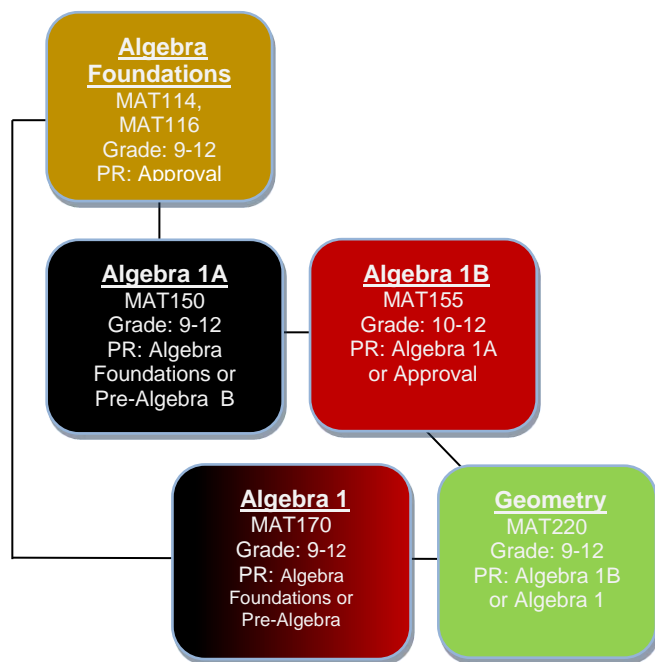 Algebra
Foundations
MAT114,
MAT116
Grade: 9-12
PR: Approval
Algebra 1A
MAT150
Grade: 9-12
PR: Algebra
Foundations or
Pre-Algebra B
Algebra 1B
MAT155
Grade: 10-12
PR: Algebra 1A
or Approval
Algebra 1
MAT170
Grade: 9-12
PR: Algebra
Foundations or
Pre-Algebra
Geometry
MAT220
Grade: 9-12
PR: Algebra 1B
or Algebra 1